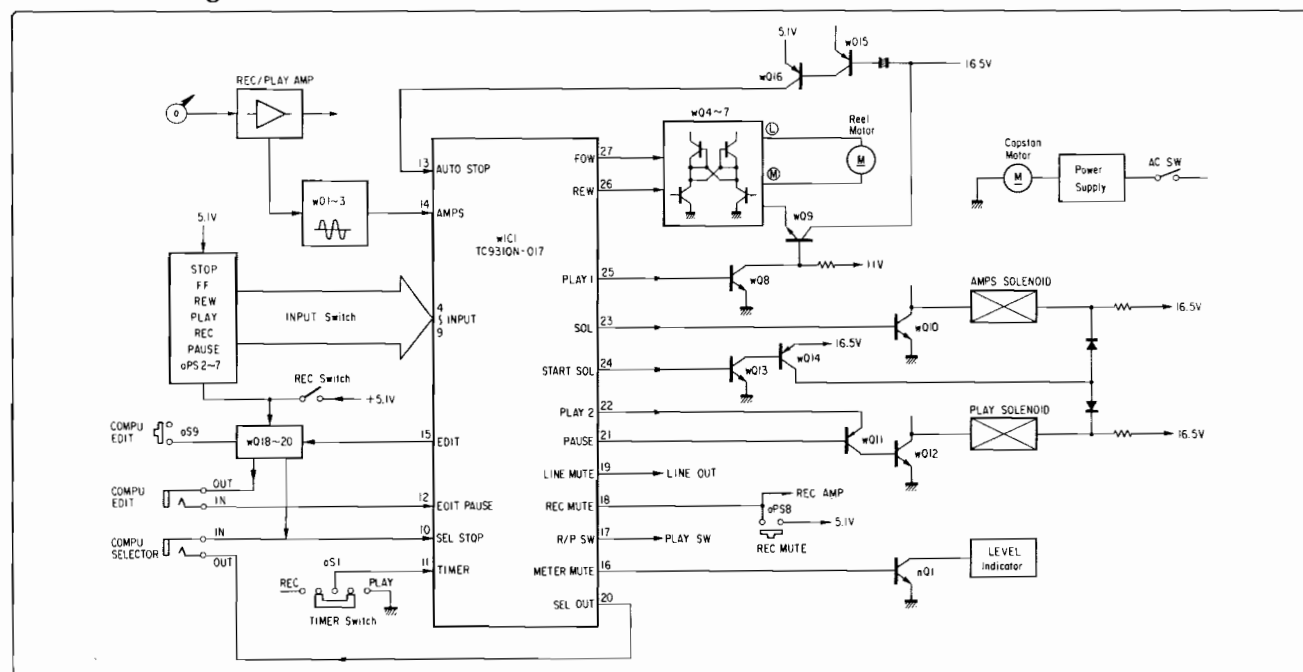 5.1V
wQ15
16.5V
wQ16
REC/PLAY AMP
wQ4~7
L
Reel
Motor
M
M
Capstan
Motor
M
Power
Supply
AC SW
13 AUTO STOP
FOW 27
REW 26
wQ1~3
14 AMPS
wIC1
TC9310N-017
wQ9
11V
PLAY 1 25
wQ8
5.1V
STOP
FF
REW
PLAY
REC
PAUSE
oPS2~7
INPUT Switch
4
S INPUT
9
SOL 23
wQ10
AMPS SOLENOID
16.5V
START SOL 24
wQ13
wQ14
16.5V
REC Switch
+5.1V
PLAY 2 22
PLAY SOLENOID
16.5V
COMPU
EDIT
oS9
wQ18~20
15 EDIT
PAUSE 21
wQ11
wQ12
LINE MUTE 19
LINE OUT
COMPU
EDIT
OUT
IN
12 EDIT PAUSE
REC MUTE 18
REC AMP
oPS8
5.1V
REC MUTE
COMPU
SELECTOR
IN
OUT
10 SEL STOP
R/P SW 17
PLAY SW
oS1
11 TIMER
METER MUTE 16
nQ1
LEVEL
Indicator
REC
PLAY
TIMER Switch
SEL OUT 20